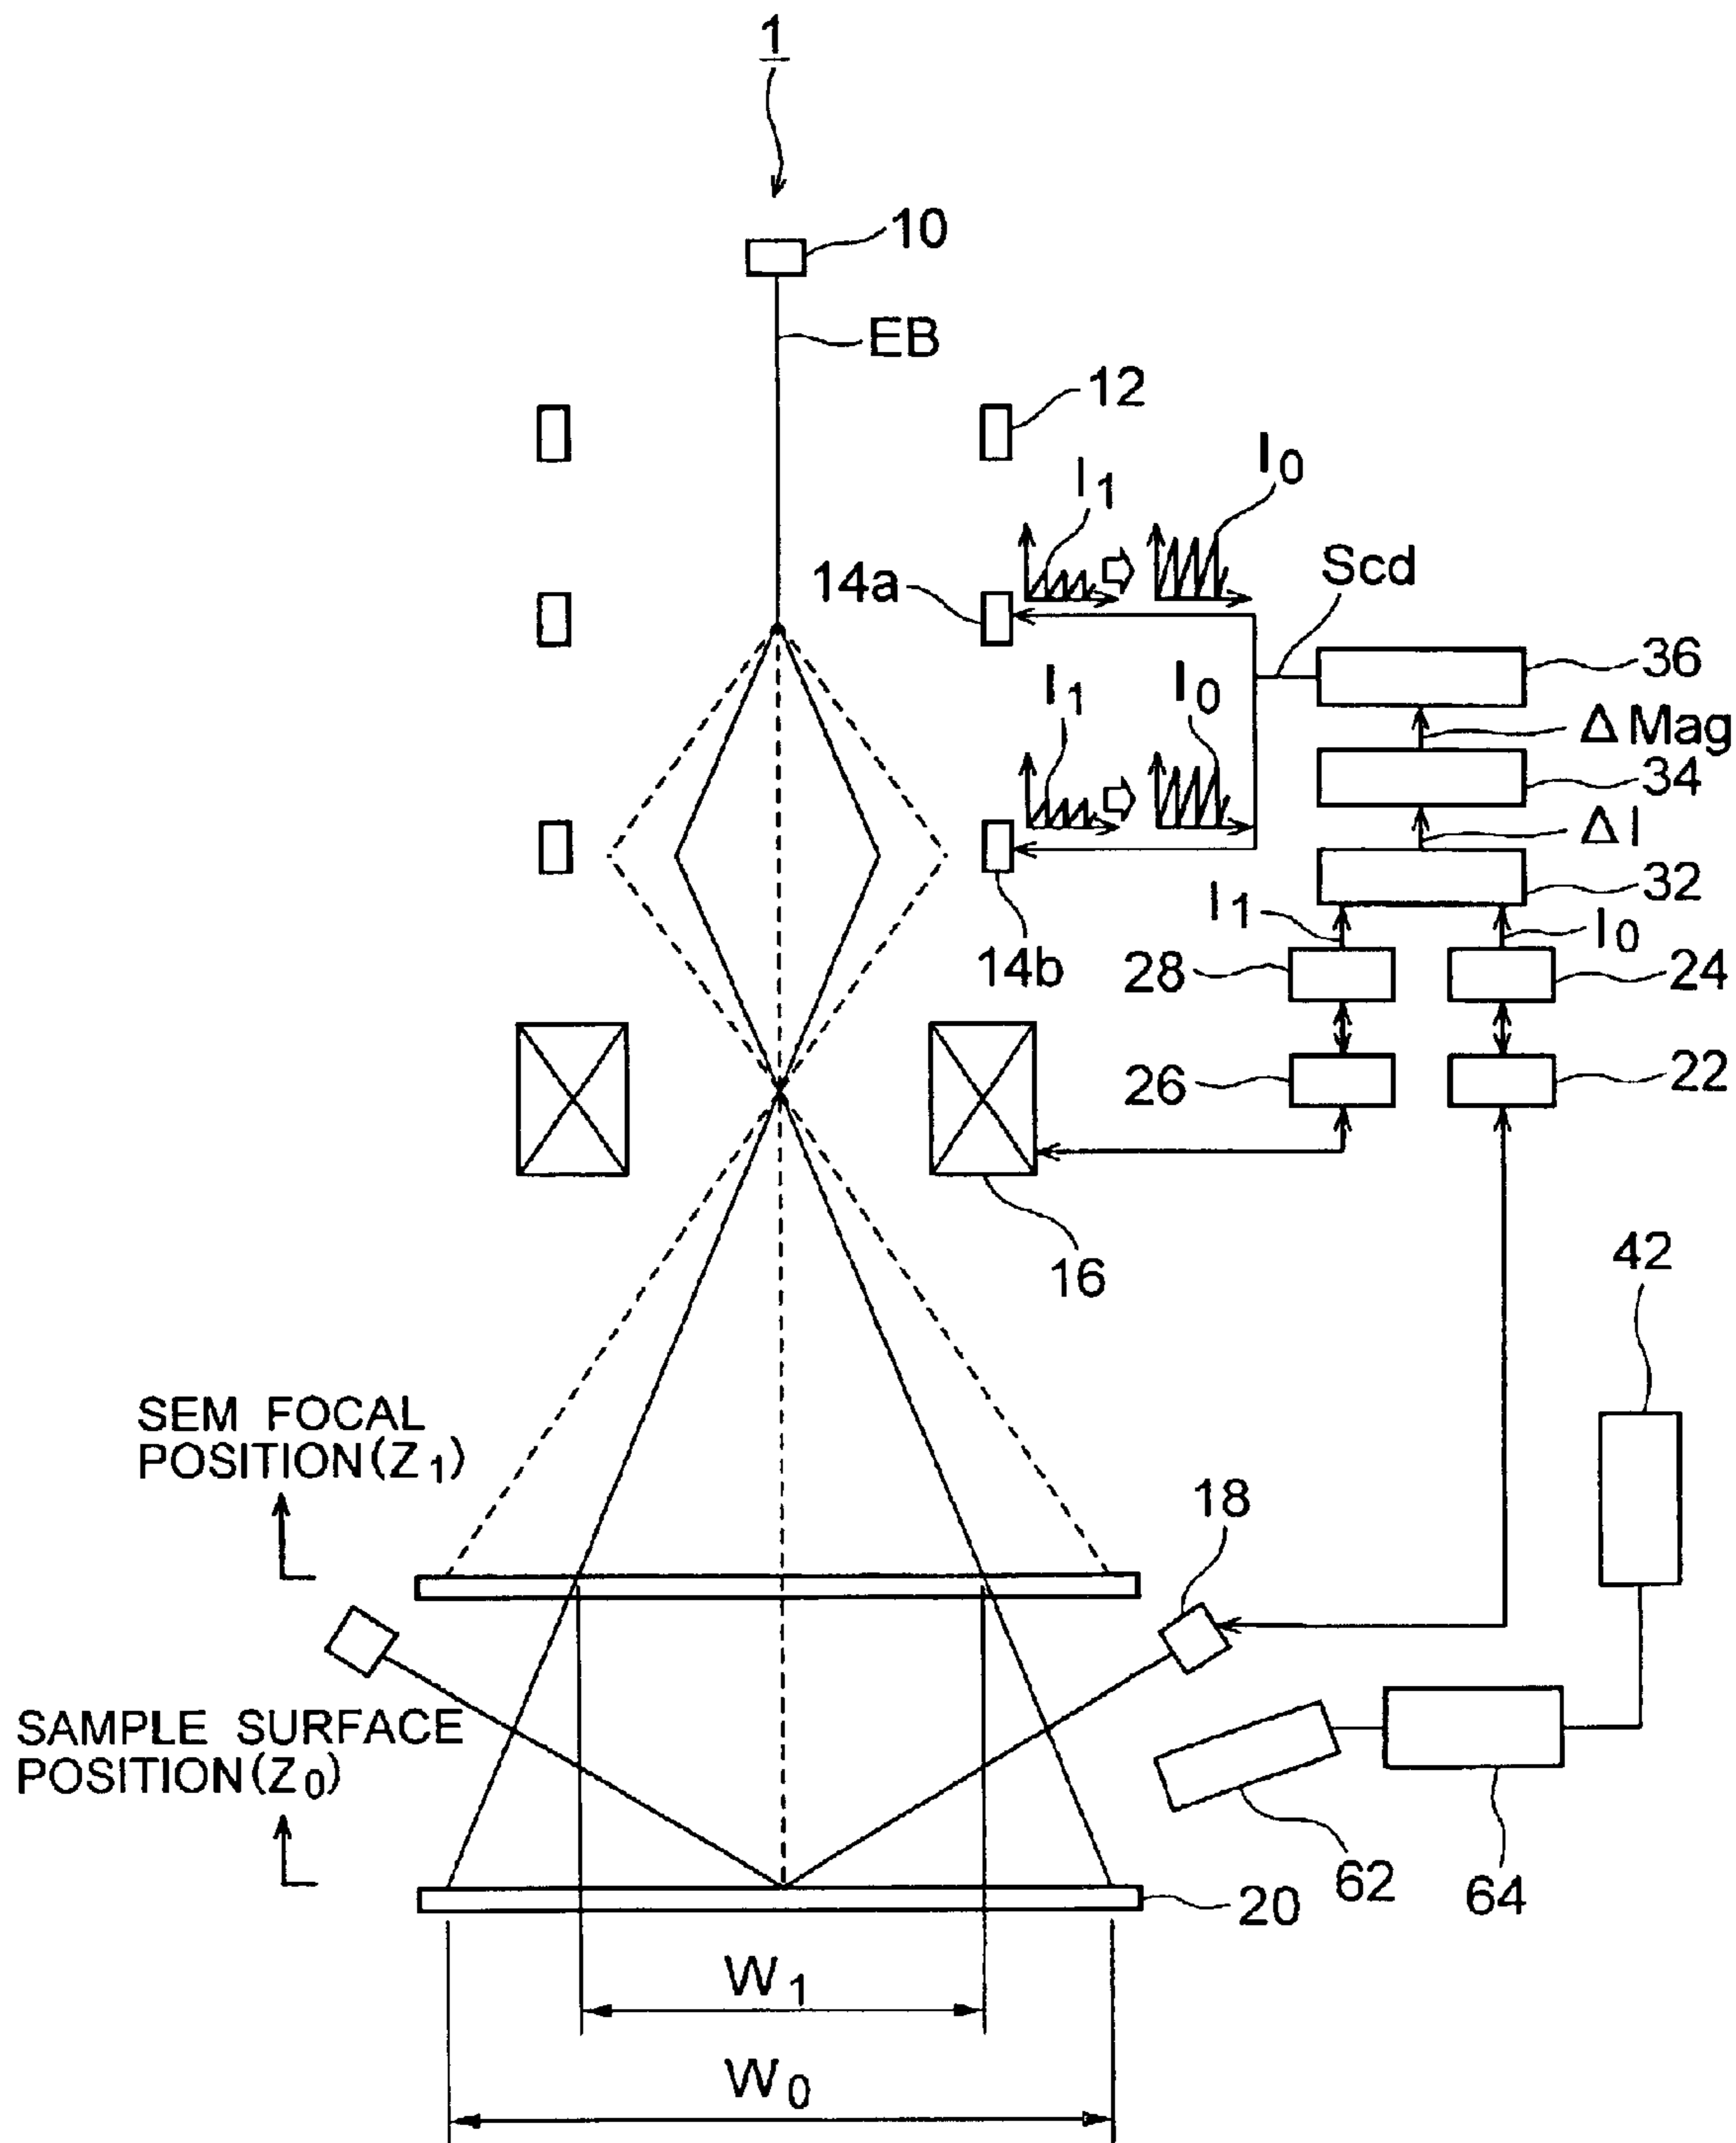 1
10
EB
12
I0
I1
14a
Scd
36
I1
I0
ΔMag
34
ΔI
32
I1
I0
14b
28
24
26
22
16
42
SEM FOCAL
POSITION(Z1)
18
SAMPLE SURFACE
POSITION(Z0)
62
64
20
W1
W0